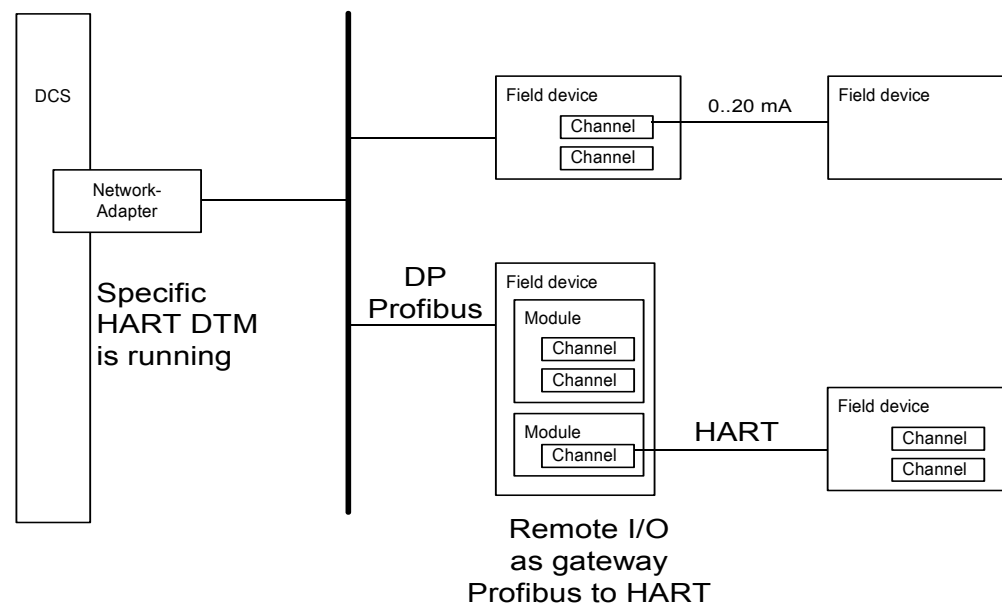 DCS
Network-
Adapter
Specific
HART DTM
is running
DP
Profibus
Field device
Channel
Channel
0..20 mA
Field device
Field device
Module
Channel
Channel
Module
Channel
HART
Field device
Channel
Channel
Remote I/O
as gateway
Profibus to HART